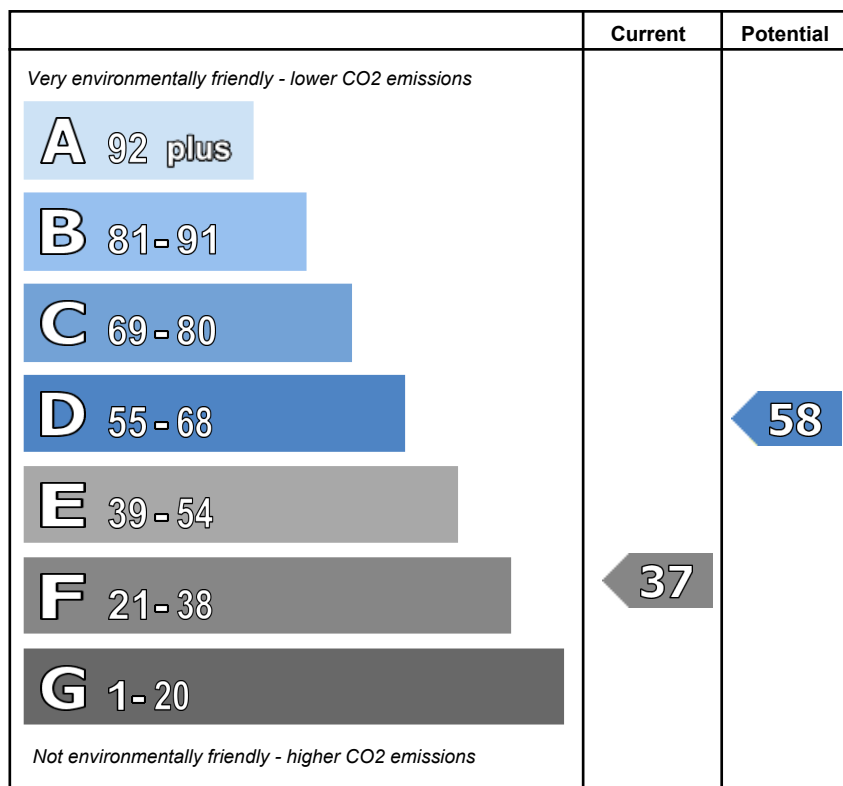 Current Potential
Very environmentally friendly - lower CO2 emissions
A 92 plus
B 81-91
C 69-80
D 55-68 58
E 39-54
F 21-38 37
G 1-20
Not environmentally friendly - higher CO2 emissions